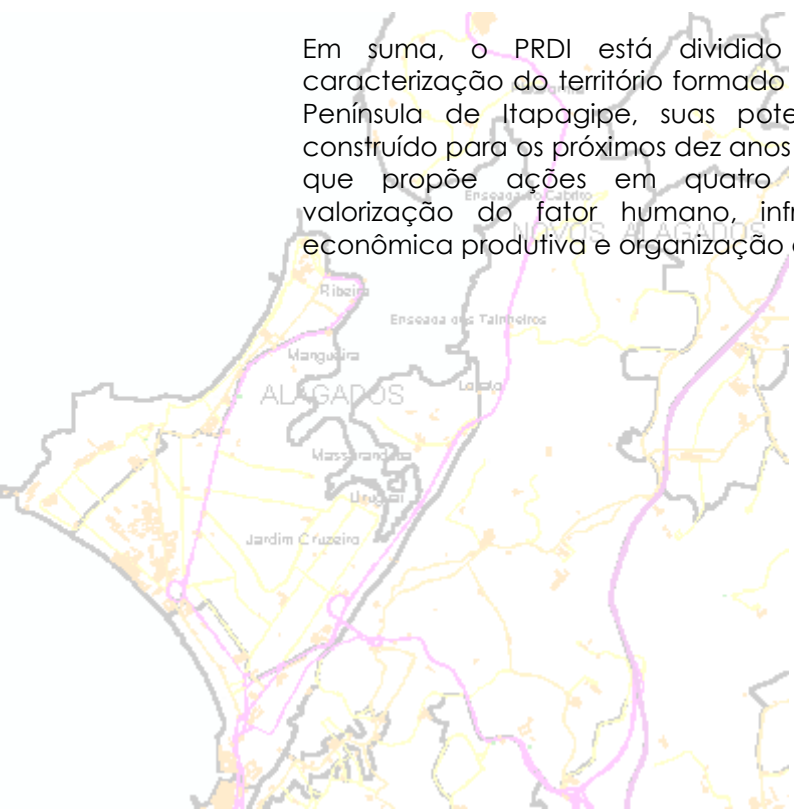 Em suma, o PRDI está dividido
caracterização do território formado
Península de Itapagipe, suas pote
construído para os próximos dez anos
que propõe ações em quatro
Enseada do Cabrito
valorização do fator humano, infr
NOVOS ALAGADOS
econômica produtiva e organização
Ribeira
Enseada dos Tainheiros
Mangueira
ALAGADOS
Lobato
Massaranduba
Uruguai
Jardim Cruzeiro